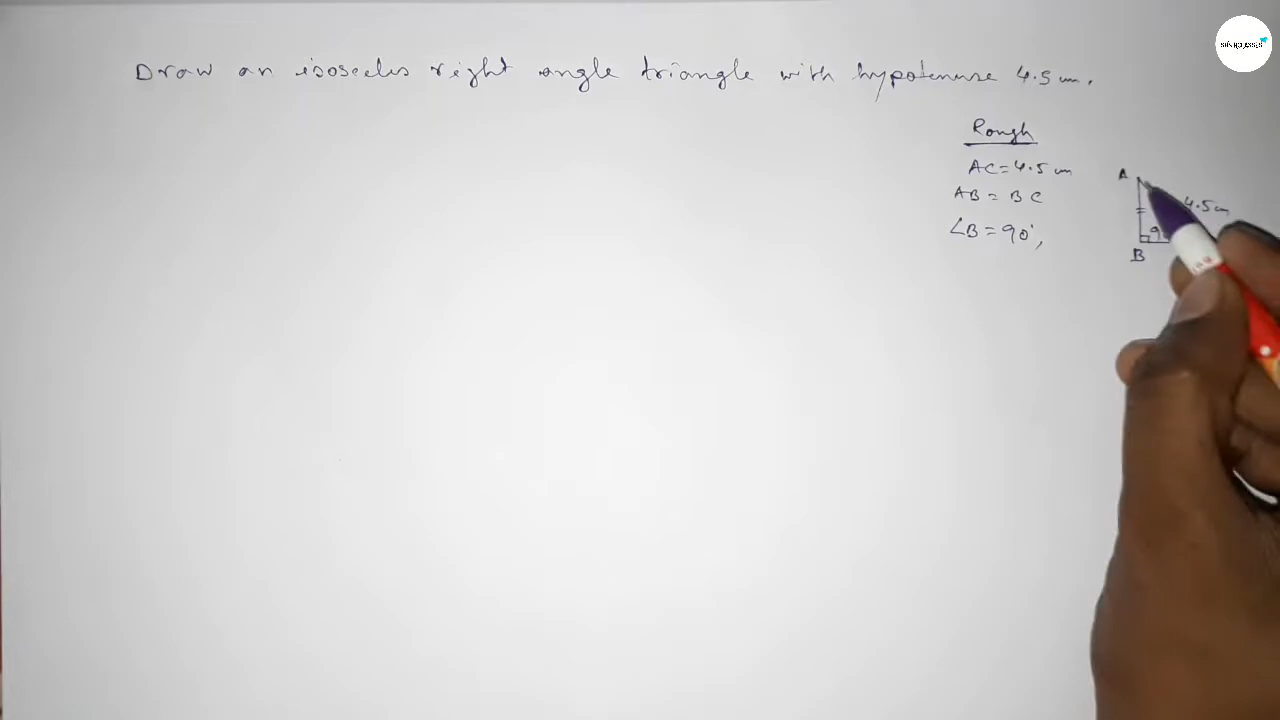 Draw an isosceles right angle triangle with hypotenuse 4.5 cm.
Rough
AC = 4.5 cm
AB = BC
∠B = 90°,
A
4.5 cm
B